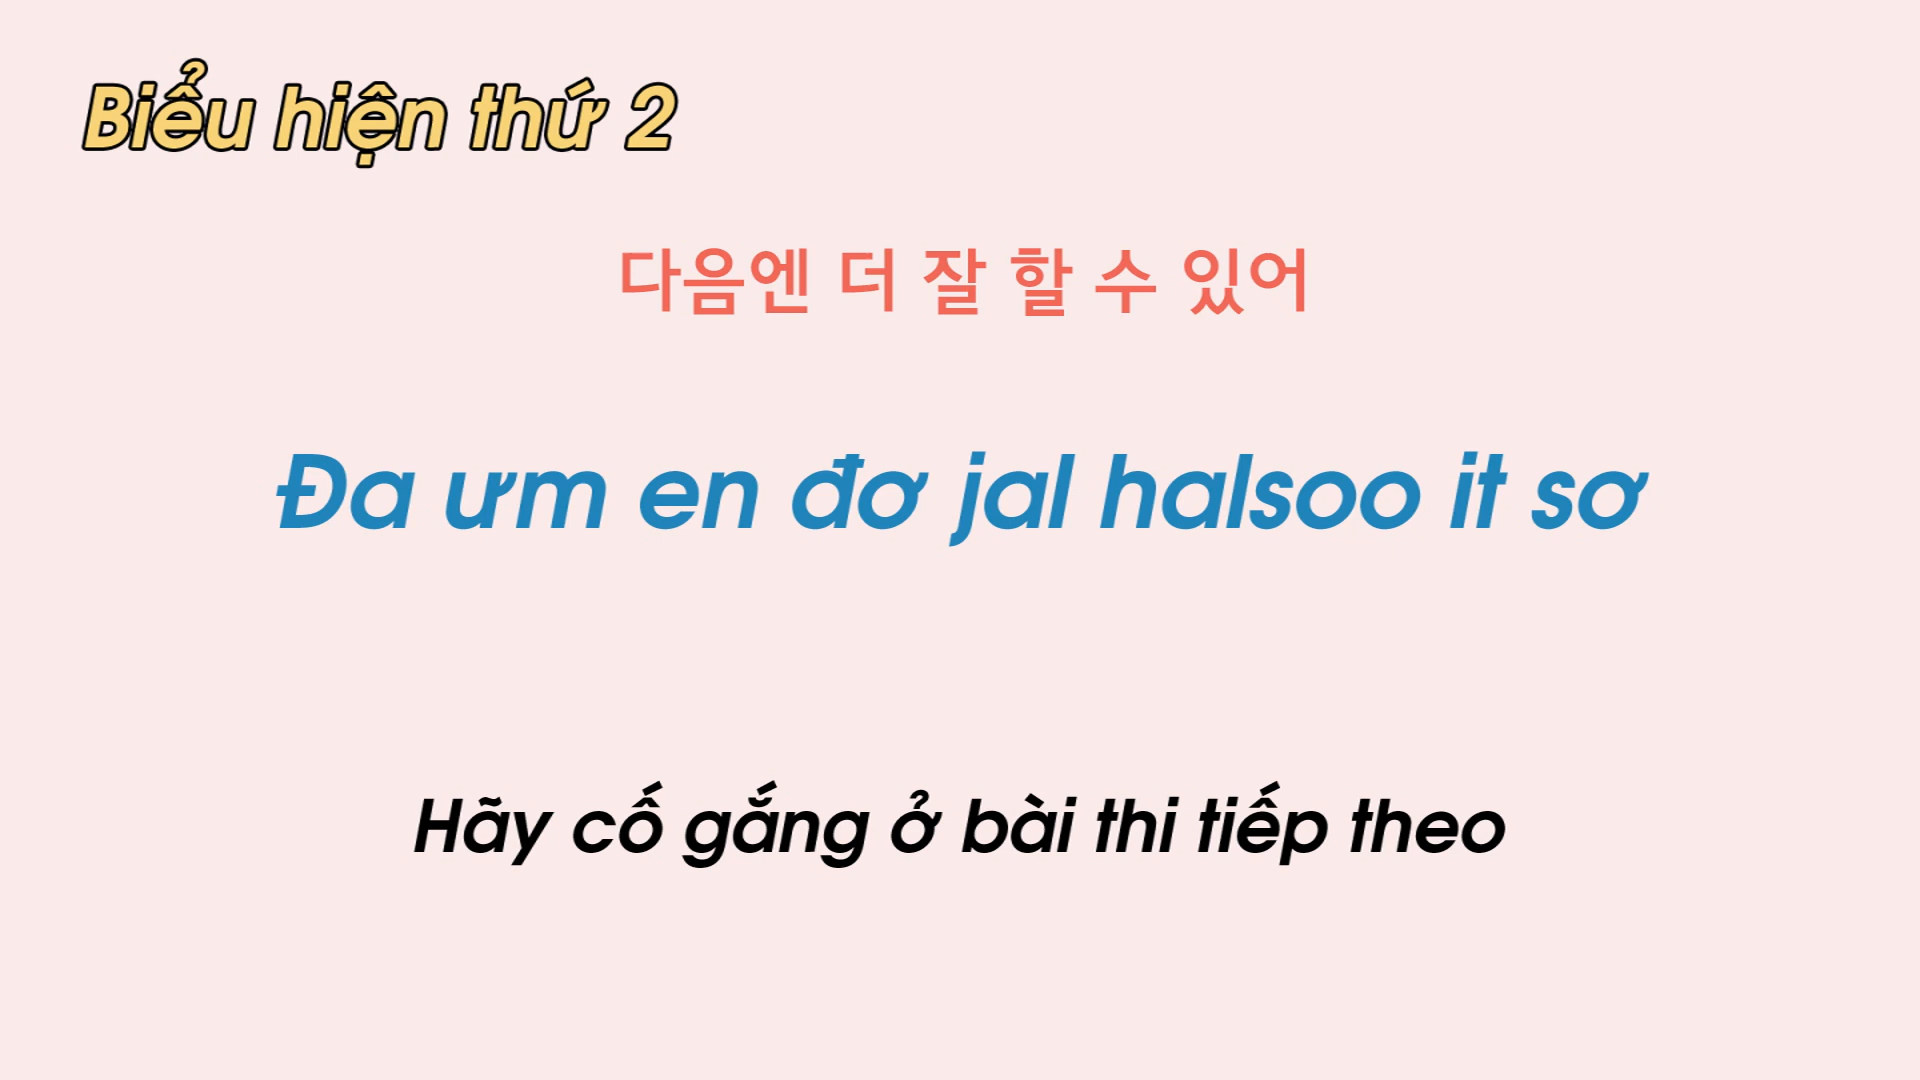 Biểu hiện thứ 2
다음엔 더 잘 할 수 있어
Đa ưm en đơ jal halsoo it sơ
Hãy cố gắng ở bài thi tiếp theo